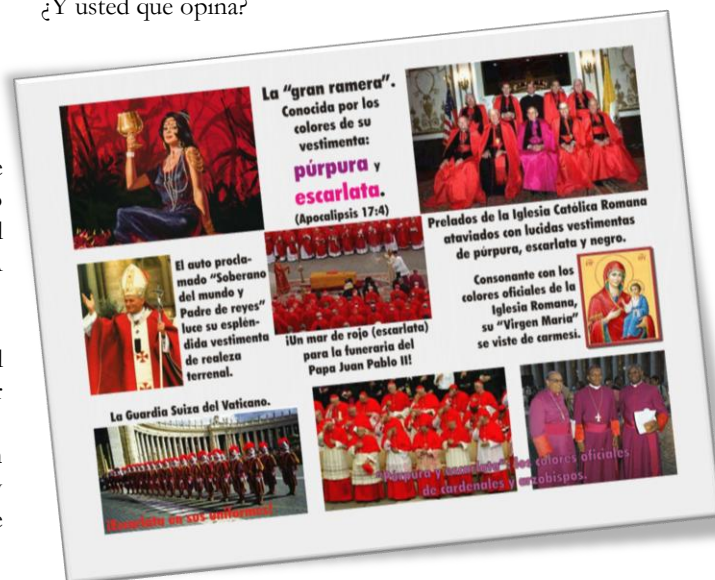 ¿Y usted que opina?
La “gran ramera”.
Conocida por los
colores de su
vestimenta:
púrpura y
escarlata.
(Apocalipsis 17:4)
Prelados de la Iglesia Católica Romana
ataviados con lucidas vestimentas
de púrpura, escarlata y negro.
El auto procla-
mado “Soberano
del mundo y
Padre de reyes”
luce su esplén-
dida vestimenta
de realeza
terrenal.
¡Un mar de rojo (escarlata)
para la funeraria del
Papa Juan Pablo II!
Consonante con los
colores oficiales de la
Iglesia Romana,
su “Virgen María”
se viste de carmesí.
La Guardia Suiza del Vaticano.
¡Escarlata en sus uniformes!
“Púrpura y escarlata”, los colores oficiales
de cardenales y arzobispos.